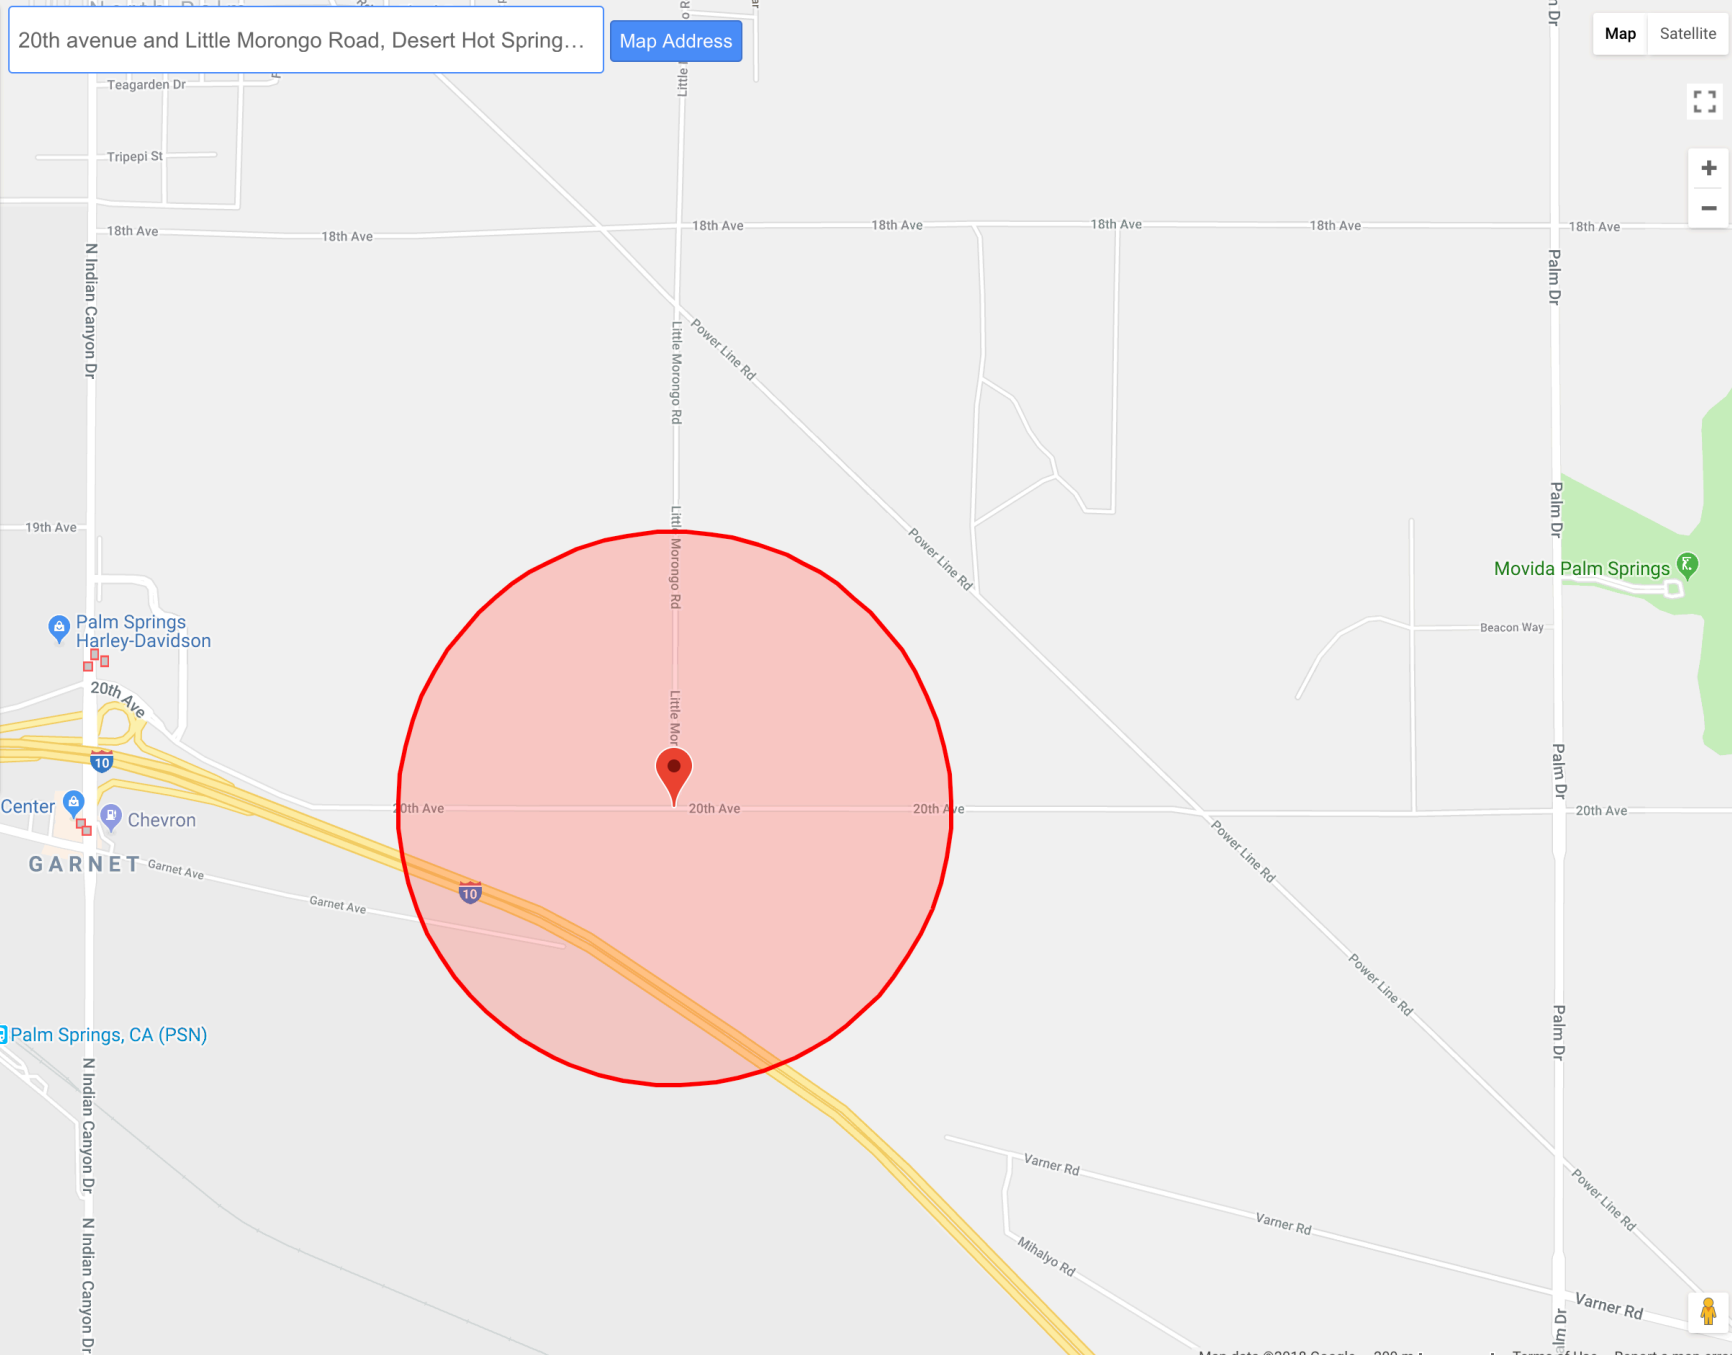 20th avenue and Little Morongo Road, Desert Hot Spring…
Map Address
Map
Satellite
Teagarden Dr
Tripepi St
18th Ave
18th Ave
18th Ave
18th Ave
18th Ave
18th Ave
18th Ave
N Indian Canyon Dr
Palm Dr
Little Morongo Rd
Power Line Rd
19th Ave
Little Morongo Rd
Power Line Rd
Palm Dr
Movida Palm Springs
Palm Springs
Harley-Davidson
Beacon Way
20th Ave
10
Little Mor
Palm Dr
Center
Chevron
20th Ave
20th Ave
20th Ave
20th Ave
GARNET
Garnet Ave
Garnet Ave
10
Power Line Rd
Power Line Rd
Palm Springs, CA (PSN)
Palm Dr
N Indian Canyon Dr
Varner Rd
Varner Rd
Mihalyo Rd
Power Line Rd
N Indian Canyon Dr
Varner Rd